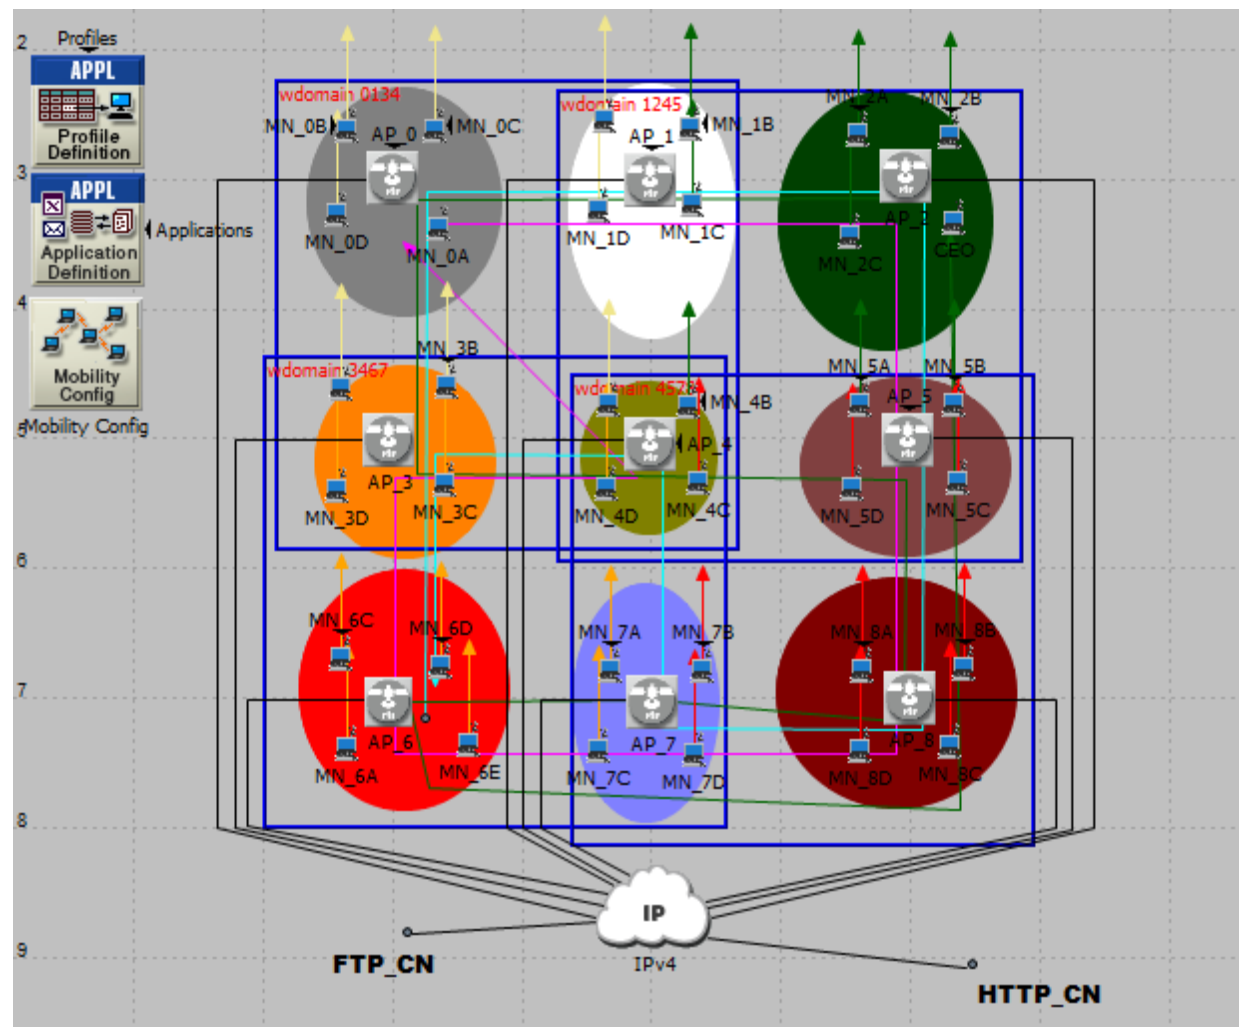 2
Profiles
APPL
Profiile
Definition
APPL
Application
Definition
Applications
Mobility
Config
Mobility Config
3
4
5
6
7
8
9
wdomain 0134
wdomain 1245
MN_0B
AP_0
MN_0C
AP_1
MN_1B
MN_2A
MN_2B
MN_0D
MN_0A
MN_1D
MN_1C
AP_2
MN_2C
CEO
wdomain 3467
MN_3B
MN_4B
MN_5A
MN_5B
AP_3
AP_4
AP_5
MN_3D
MN_3C
MN_4D
MN_4C
MN_5D
MN_5C
MN_6C
MN_6D
MN_7A
MN_7B
MN_8A
MN_8B
AP_6
AP_7
AP_8
MN_6A
MN_6E
MN_7C
MN_7D
MN_8D
MN_8C
IP
IPv4
FTP_CN
HTTP_CN